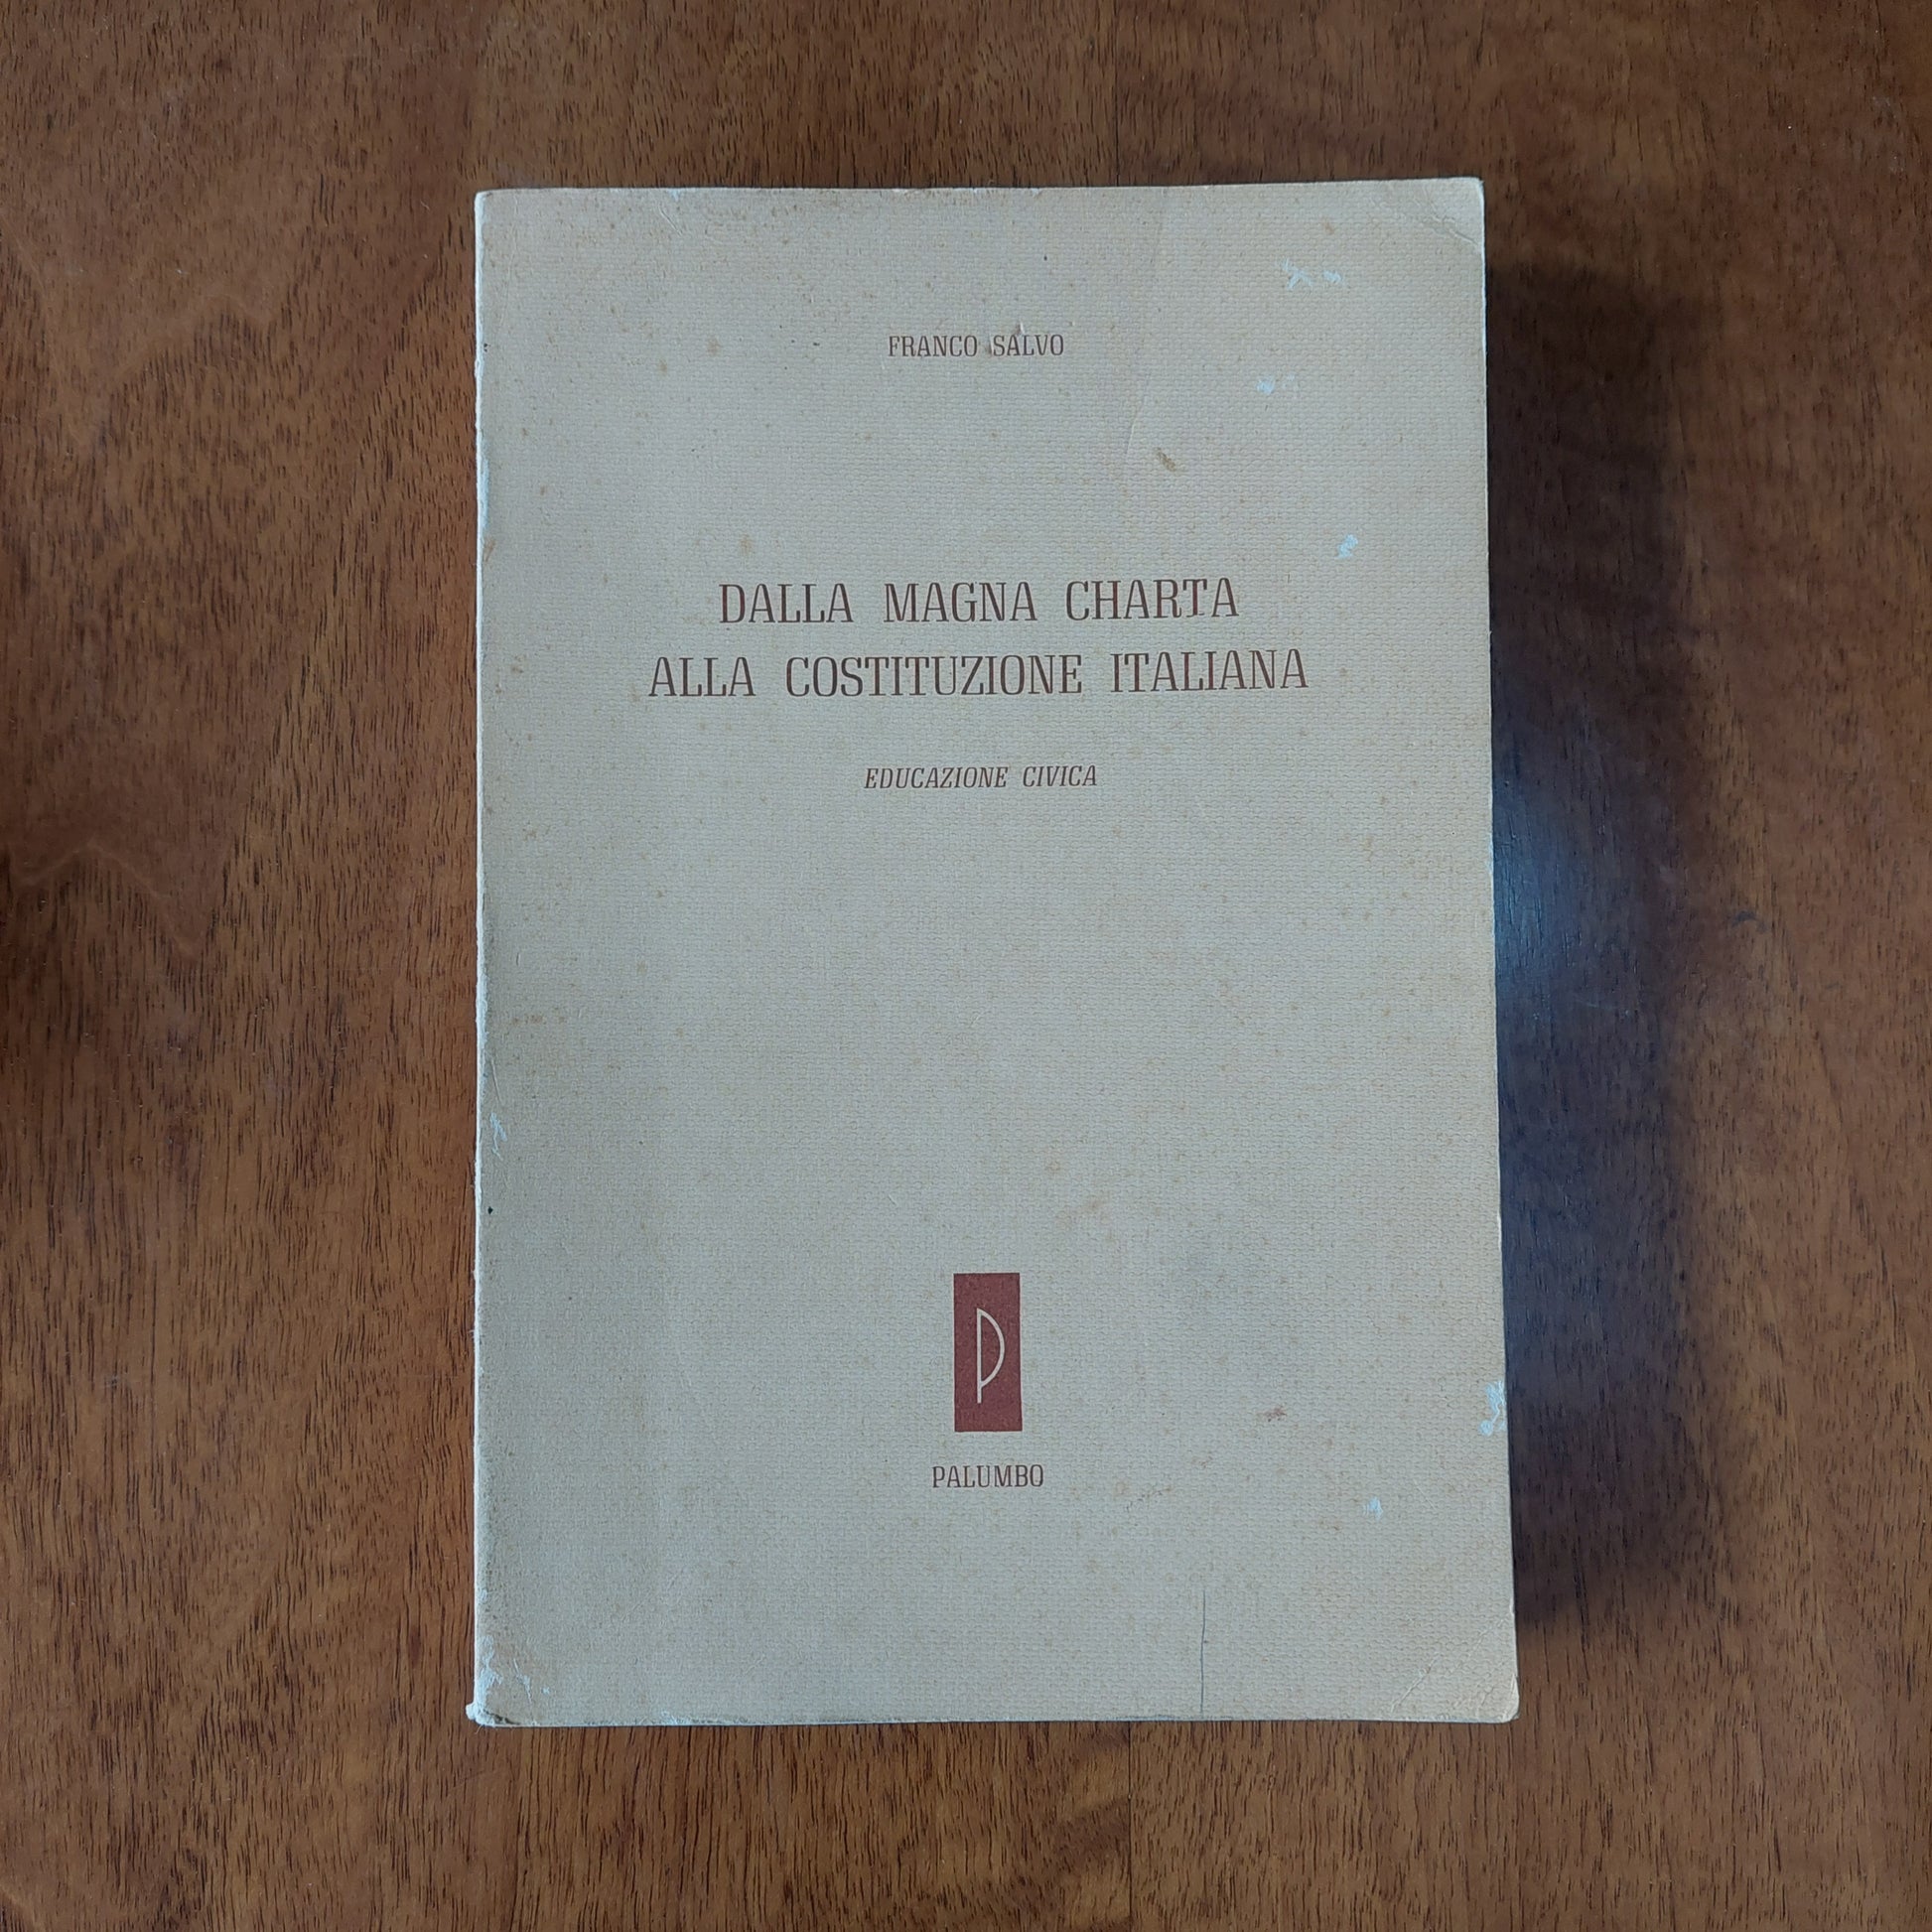 FRANCO SALVO
DALLA MAGNA CHARTA
ALLA COSTITUZIONE ITALIANA
EDUCAZIONE CIVICA
P
PALUMBO